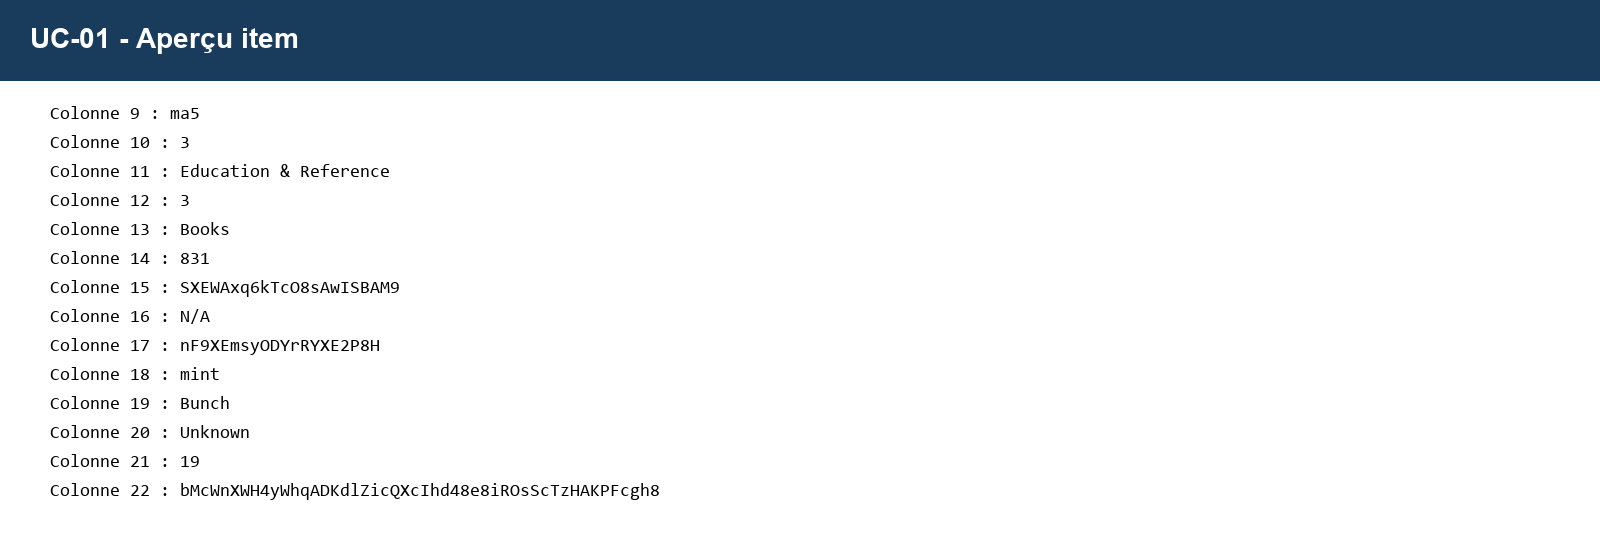 UC-01 - Aperçu item
Colonne 9 : ma5
Colonne 10 : 3
Colonne 11 : Education & Reference
Colonne 12 : 3
Colonne 13 : Books
Colonne 14 : 831
Colonne 15 : SXEWAxq6kTcO8sAwISBAM9
Colonne 16 : N/A
Colonne 17 : nF9XEmsyODYrRYXE2P8H
Colonne 18 : mint
Colonne 19 : Bunch
Colonne 20 : Unknown
Colonne 21 : 19
Colonne 22 : bMcWnXWH4yWhqADKdlZicQXcIhd48e8iROsScTzHAKPFcgh8